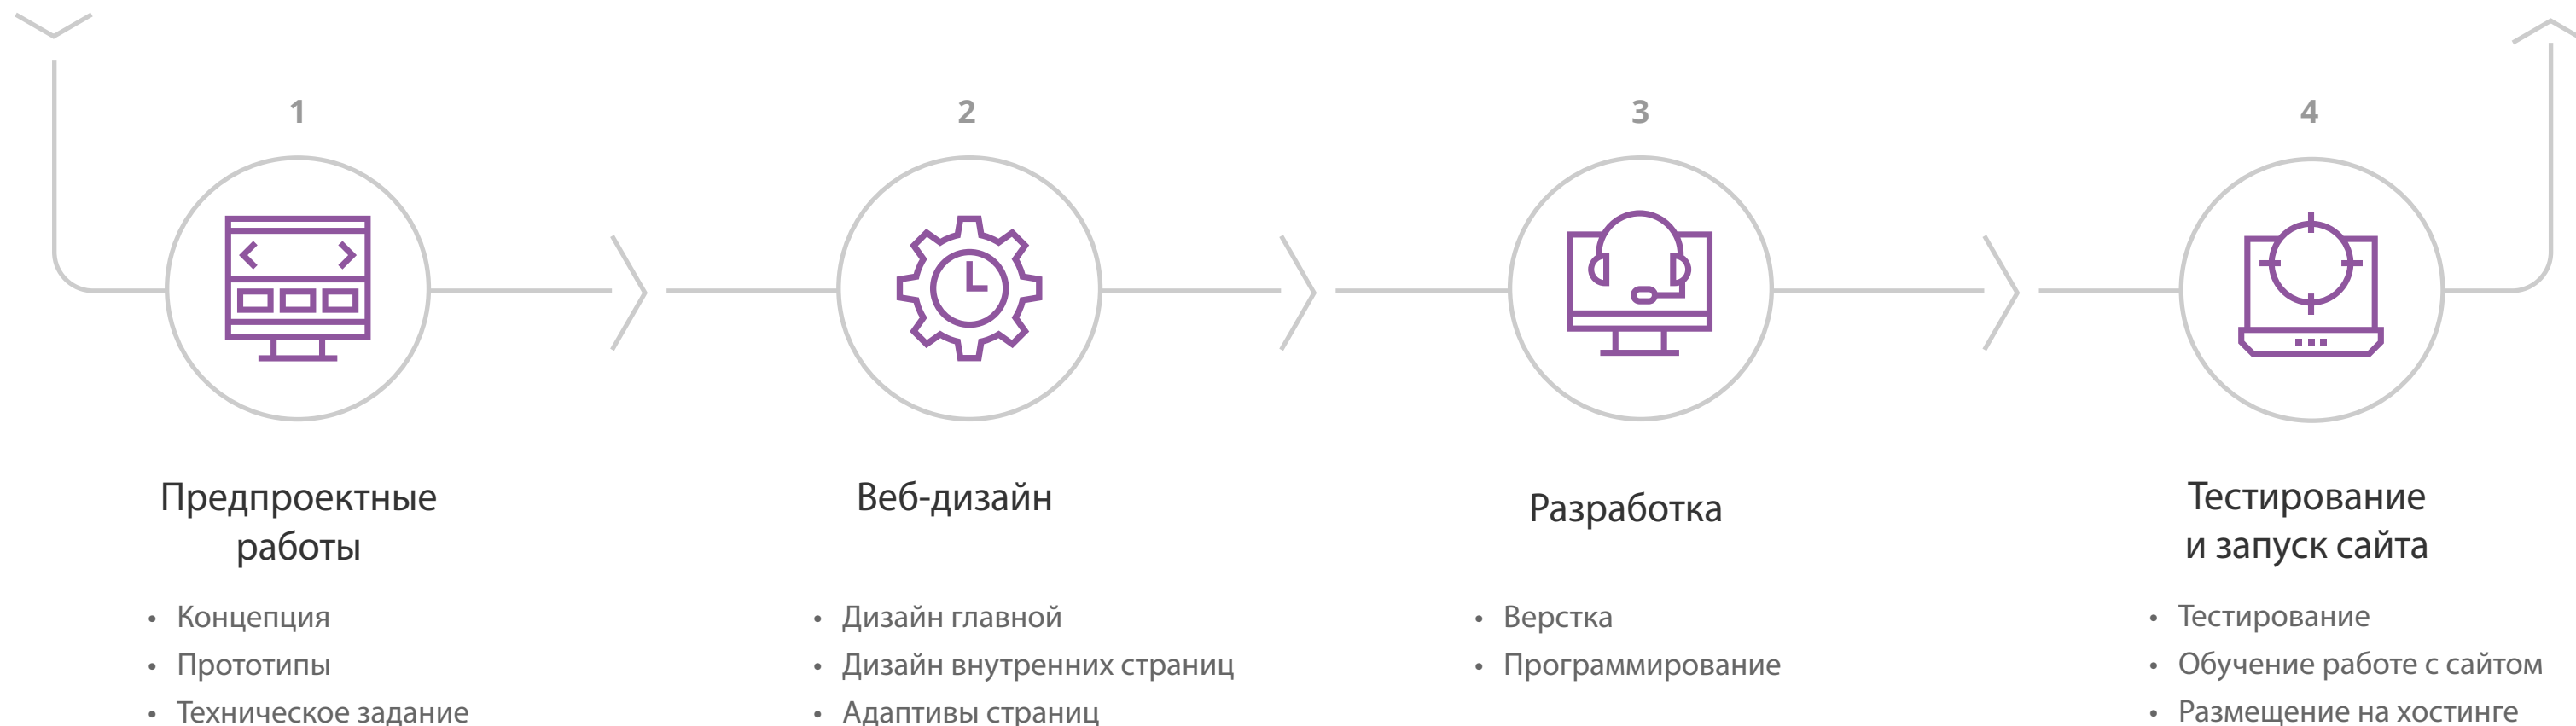 1
Предпроектные
работы
• Концепция
• Прототипы
• Техническое задание
2
Веб-дизайн
• Дизайн главной
• Дизайн внутренних страниц
• Адаптивы страниц
3
Разработка
• Верстка
• Программирование
4
Тестирование
и запуск сайта
• Тестирование
• Обучение работе с сайтом
• Размещение на хостинге